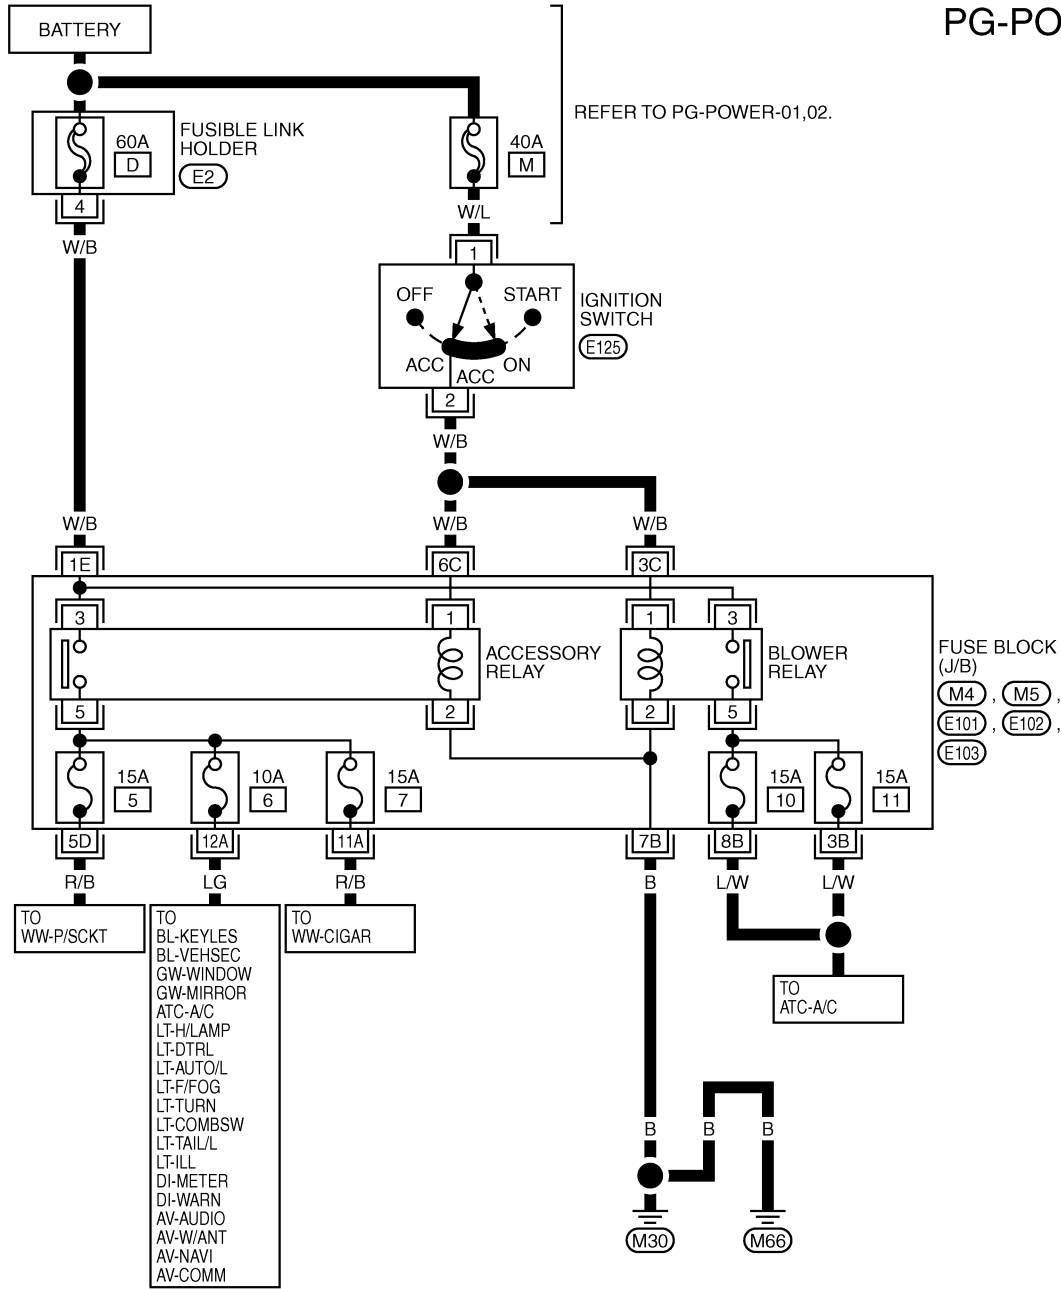 PG-PO
BATTERY
REFER TO PG-POWER-01,02.
60A
D
FUSIBLE LINK
HOLDER
E2
40A
M
4
W/B
W/L
1
OFF
START
ACC
ACC
ON
IGNITION
SWITCH
E125
2
W/B
W/B
W/B
W/B
1E
6C
3C
3
1
1
3
ACCESSORY
RELAY
BLOWER
RELAY
FUSE BLOCK
(J/B)
M4 , M5 ,
E101 , E102 ,
E103
5
2
2
5
15A
5
10A
6
15A
7
15A
10
15A
11
5D
12A
11A
7B
8B
3B
R/B
LG
R/B
B
L/W
L/W
TO
WW-P/SCKT
TO
BL-KEYLES
BL-VEHSEC
GW-WINDOW
GW-MIRROR
ATC-A/C
LT-H/LAMP
LT-DTRL
LT-AUTO/L
LT-F/FOG
LT-TURN
LT-COMBSW
LT-TAIL/L
LT-ILL
DI-METER
DI-WARN
AV-AUDIO
AV-W/ANT
AV-NAVI
AV-COMM
TO
WW-CIGAR
TO
ATC-A/C
B
B
B
M30
M66